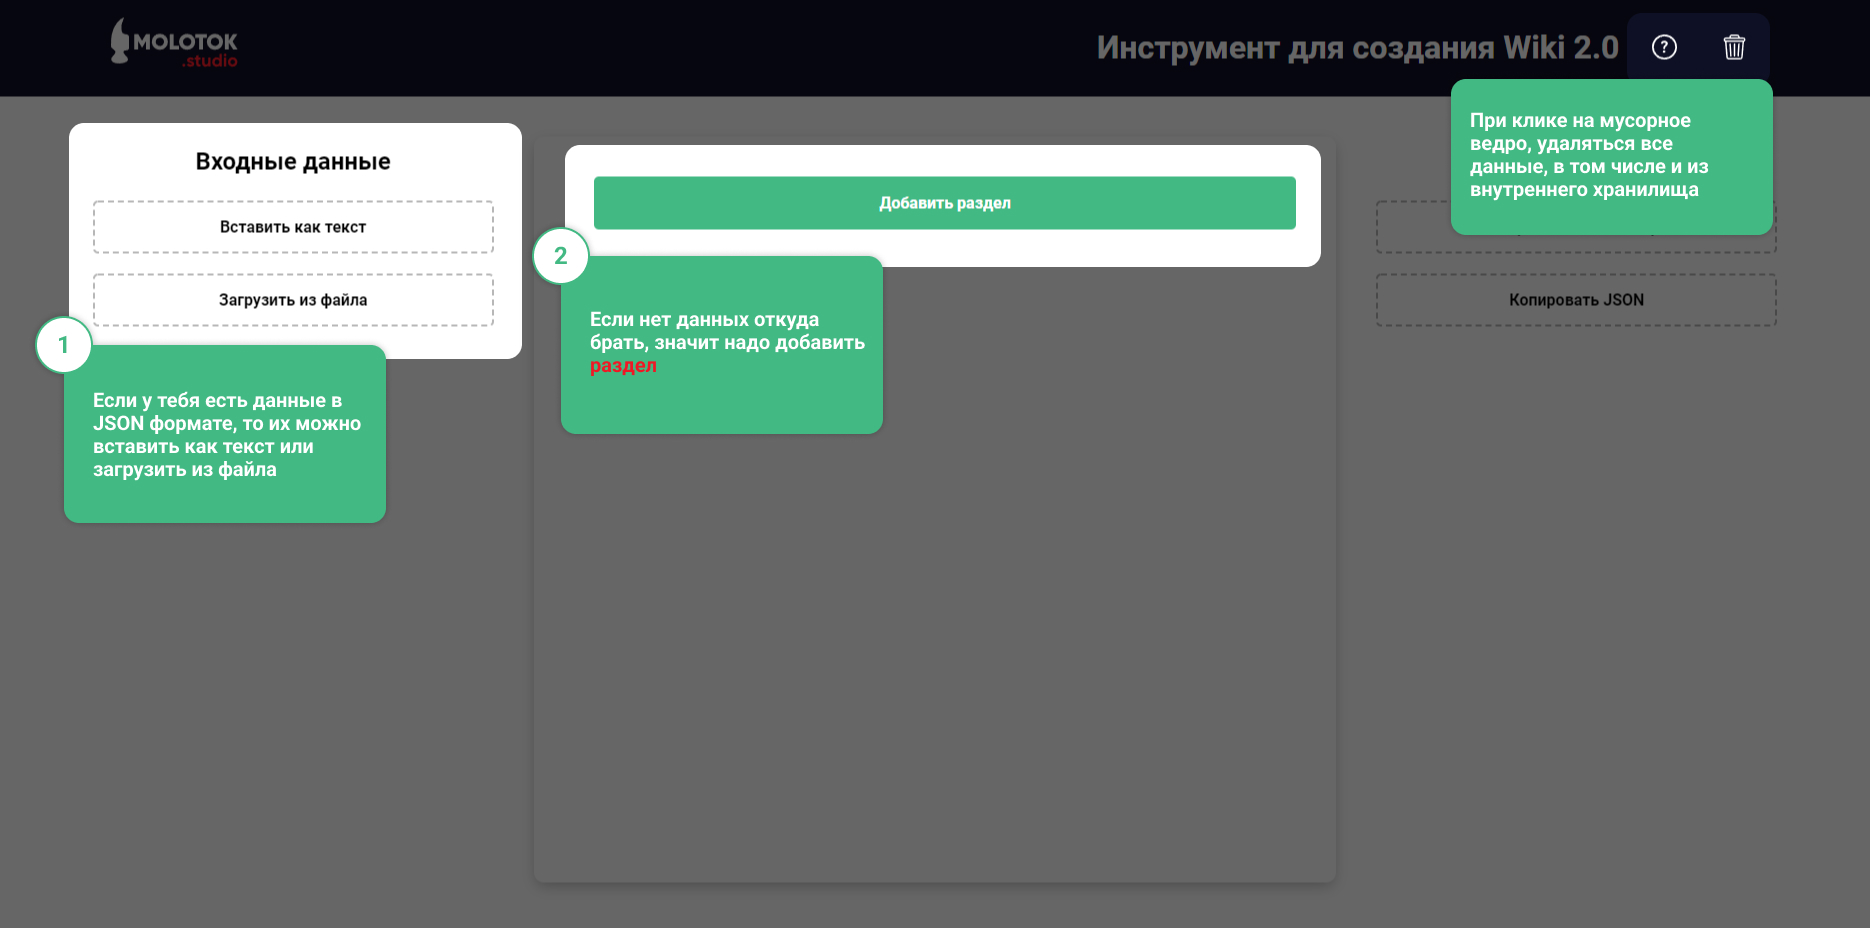 MOLOTOK
.studio
Инструмент для создания Wiki 2.0
?
Входные данные
Вставить как текст
Загрузить из файла
1
Если у тебя есть данные в
JSON формате, то их можно
вставить как текст или
загрузить из файла
Добавить раздел
2
Если нет данных откуда
брать, значит надо добавить
раздел
При клике на мусорное
ведро, удаляться все
данные, в том числе и из
внутреннего хранилища
Копировать JSON